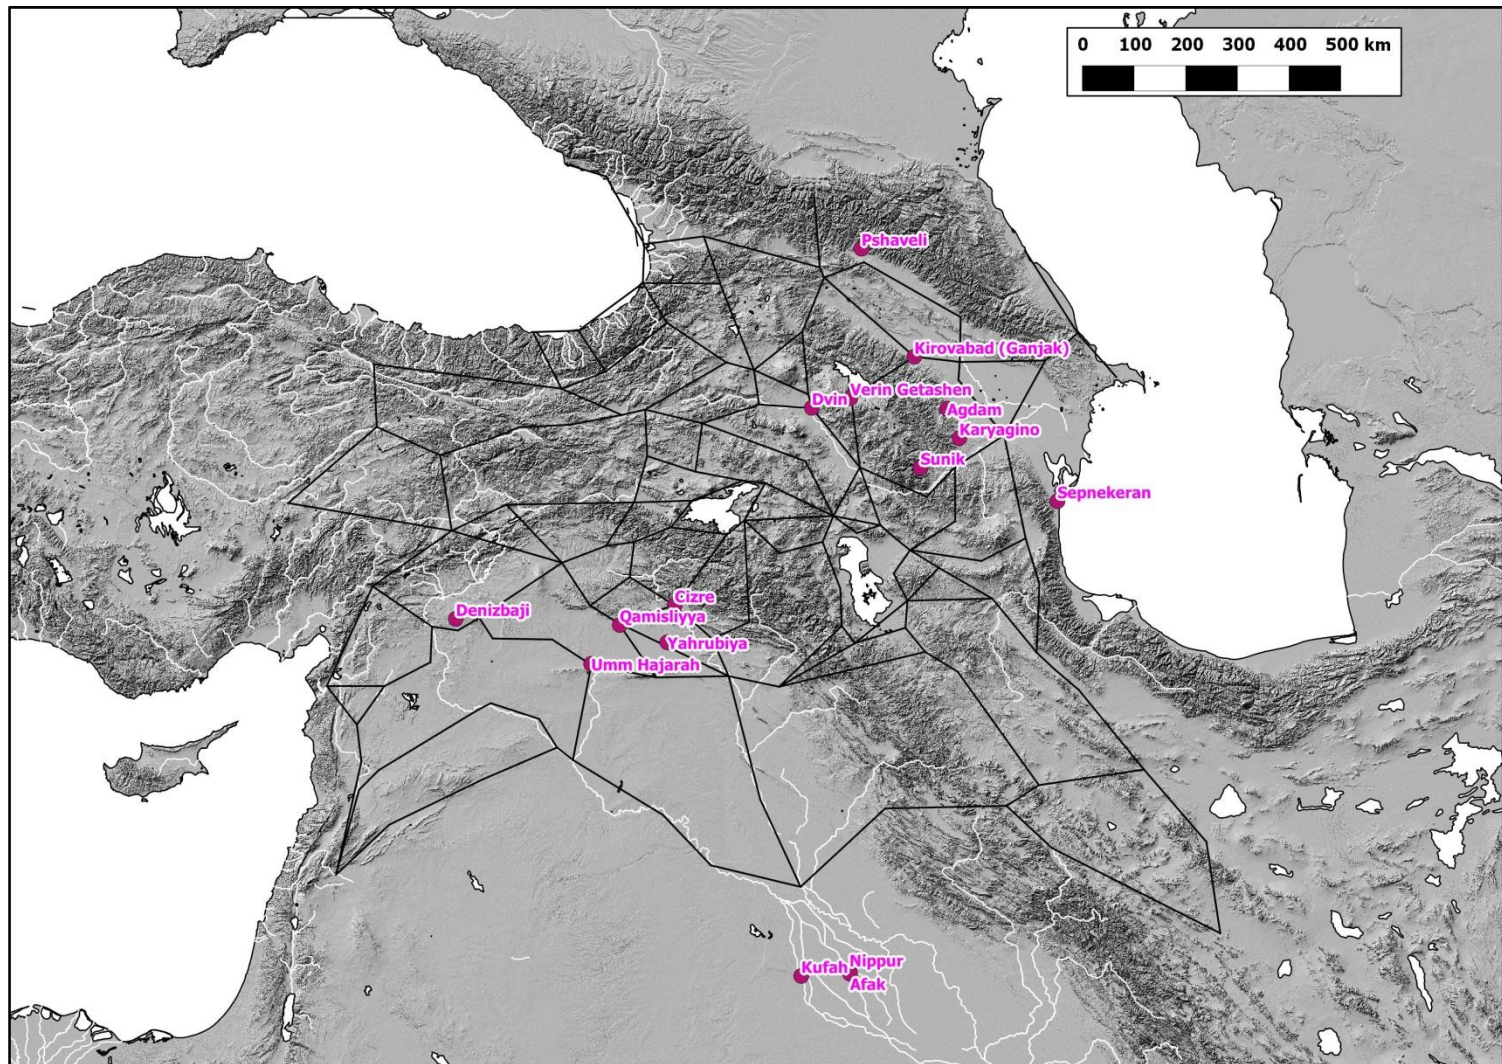 0 100 200 300 400 500 km
Pshaveli
Kirovabad (Ganjak)
Verin Getashen
Dvin
Agdam
Karyagino
Sunik
Sepnekeran
Cizre
Denizbaji
Qamisliyya
Yahrubiya
Umm Hajarah
Nippur
Kufah
Afak